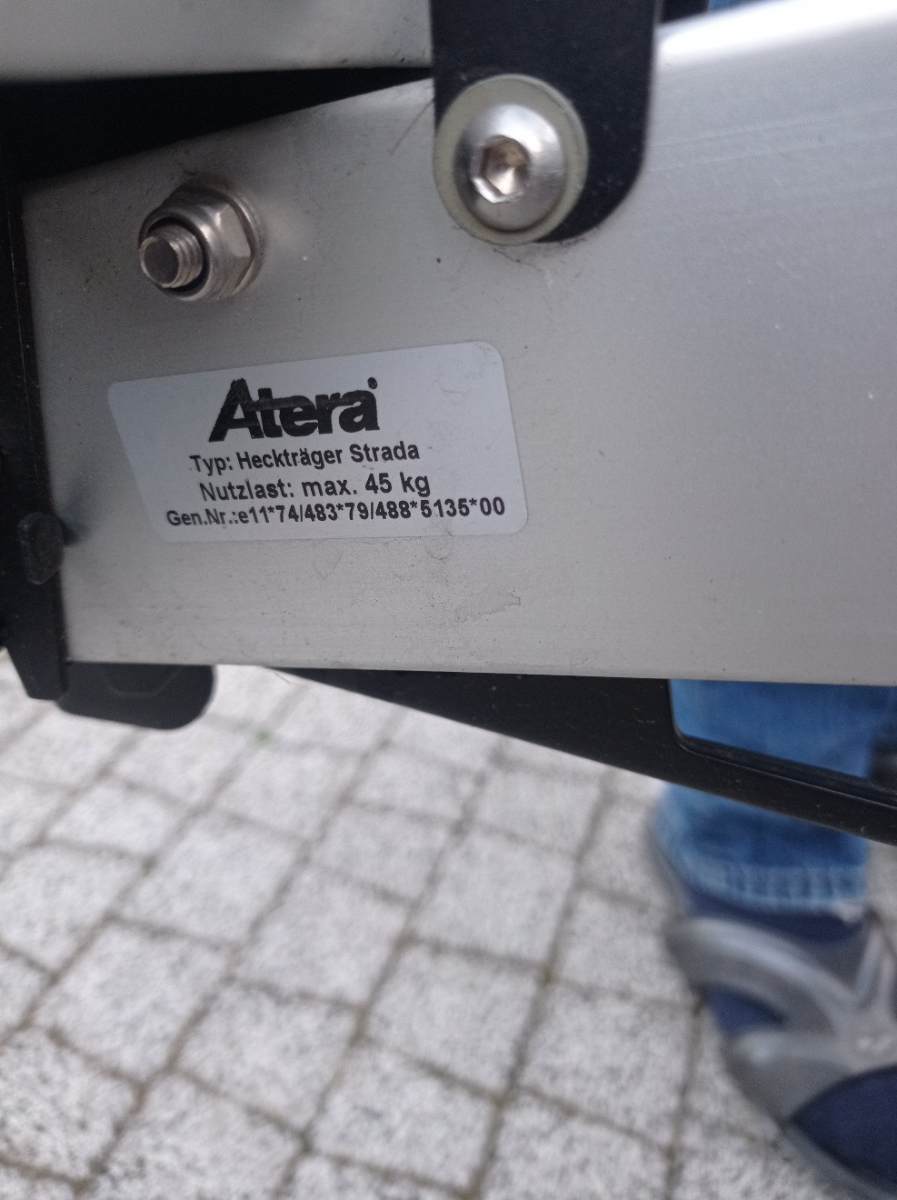 Atera®
Typ: Heckträger Strada
Nutzlast: max. 45 kg
Gen.Nr.:e11*74/483*79/488*5135*00